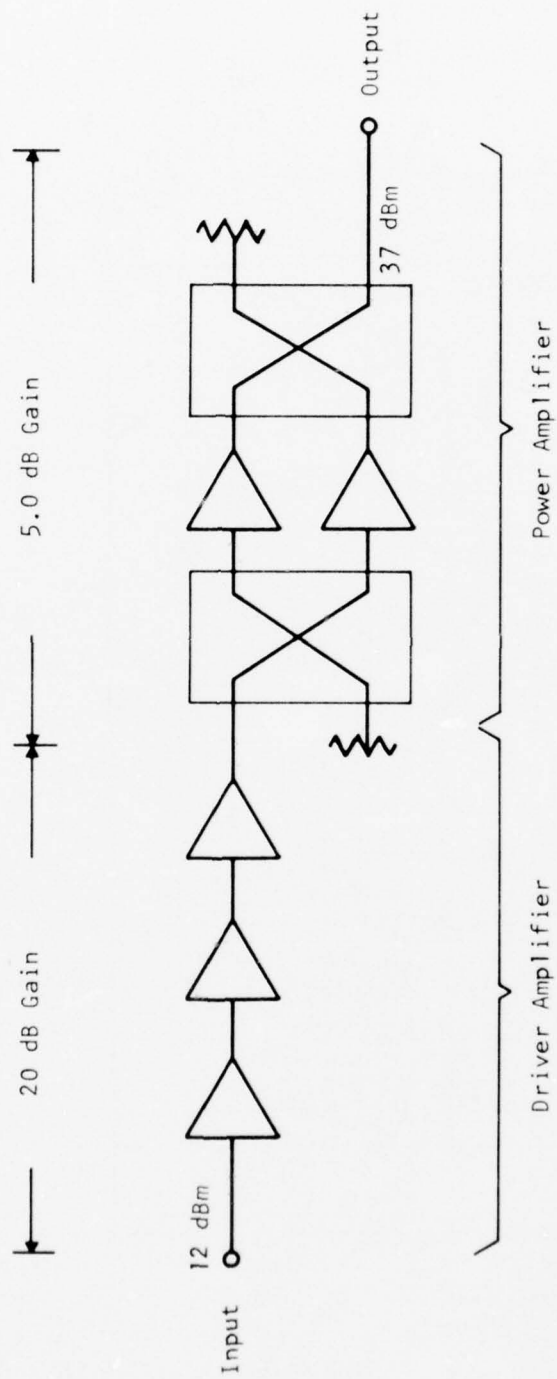 20 dB Gain
5.0 dB Gain
Input
12 dBm
37 dBm
Output
Driver Amplifier
Power Amplifier